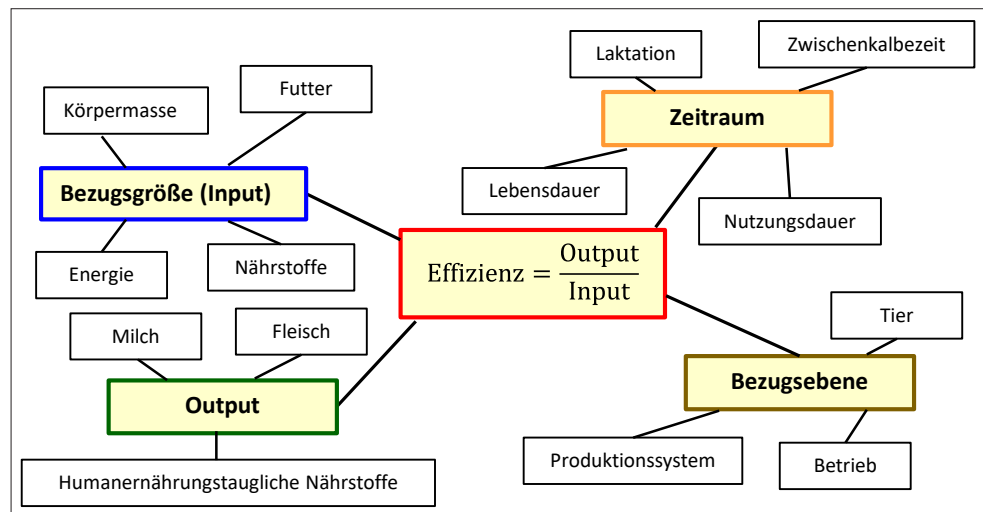 Laktation
Zwischenkalbezeit
Futter
Körpermasse
Zeitraum
Bezugsgröße (Input)
Lebensdauer
Nutzungsdauer
Energie
Nährstoffe
Effizienz = Output / Input
Milch
Fleisch
Tier
Output
Bezugsebene
Produktionssystem
Betrieb
Humanernährungstaugliche Nährstoffe